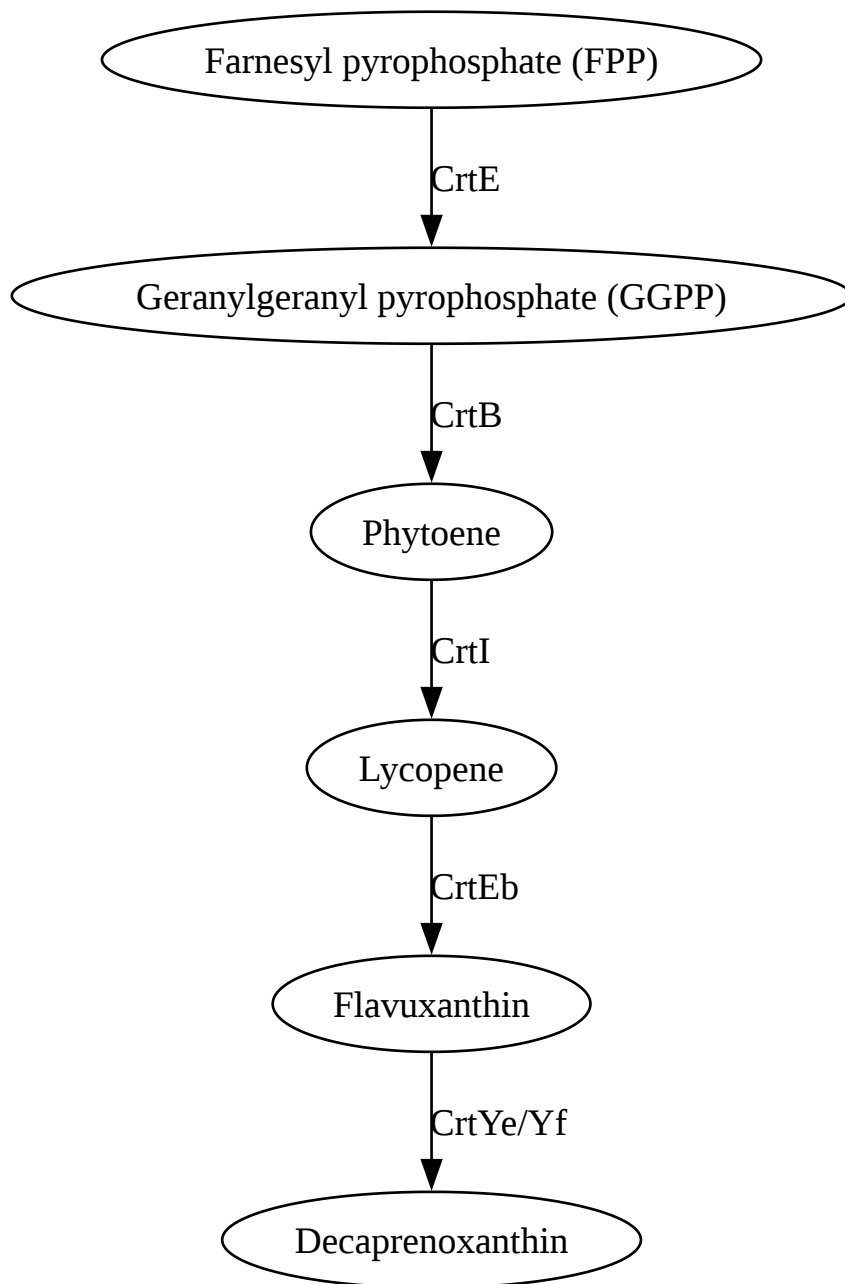 Farnesyl pyrophosphate (FPP)
CrtE
Geranylgeranyl pyrophosphate (GGPP)
CrtB
Phytoene
CrtI
Lycopene
CrtEb
Flavuxanthin
CrtYe/Yf
Decaprenoxanthin